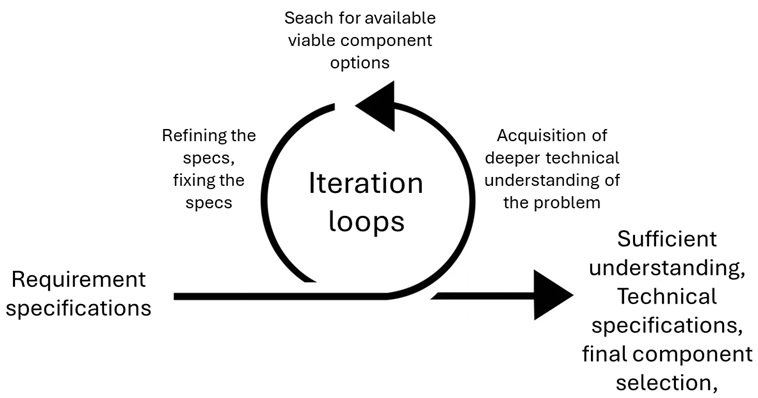 Seach for available
viable component
options
Refining the
specs,
fixing the
specs
Acquisition of
deeper technical
understanding of
the problem
Iteration
loops
Requirement
specifications
Sufficient
understanding,
Technical
specifications,
final component
selection,